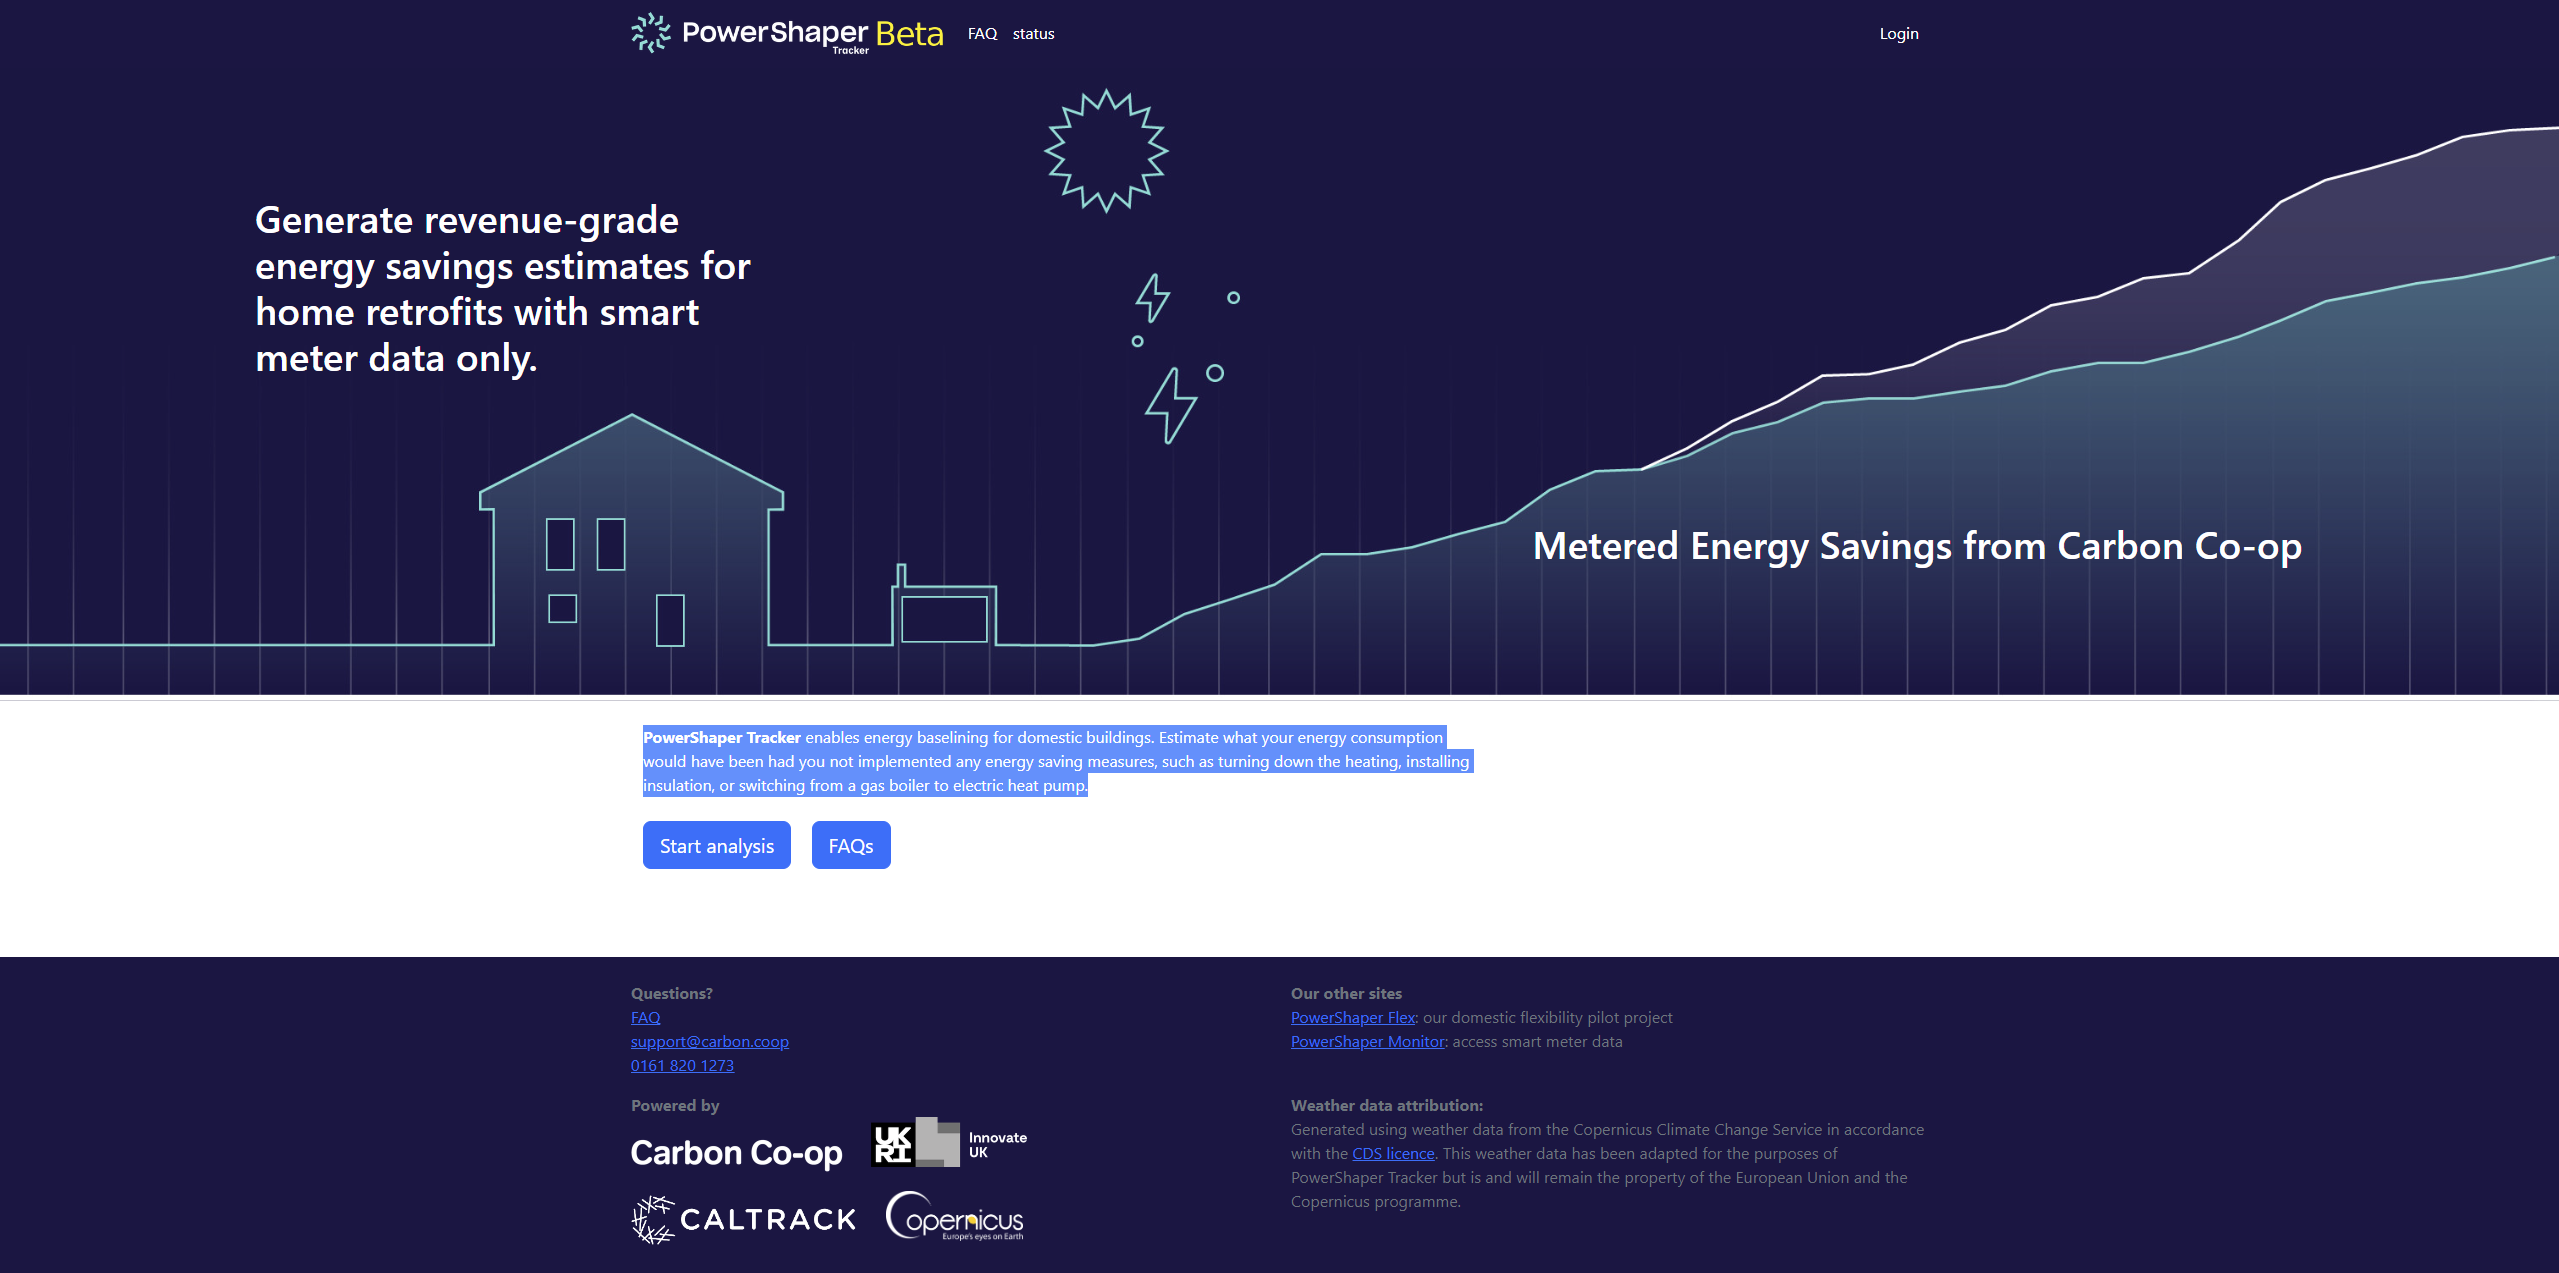 PowerShaper Beta
Tracker
FAQ
status
Login
Generate revenue-grade
energy savings estimates for
home retrofits with smart
meter data only.
Metered Energy Savings from Carbon Co-op
PowerShaper Tracker enables energy baselining for domestic buildings. Estimate what your energy consumption
would have been had you not implemented any energy saving measures, such as turning down the heating, installing
insulation, or switching from a gas boiler to electric heat pump.
Start analysis
FAQs
Questions?
FAQ
support@carbon.coop
0161 820 1273
Powered by
Carbon Co-op
UK
RI
Innovate
UK
CALTRACK
opernicus
Europe's eyes on Earth
Our other sites
PowerShaper Flex: our domestic flexibility pilot project
PowerShaper Monitor: access smart meter data
Weather data attribution:
Generated using weather data from the Copernicus Climate Change Service in accordance
with the CDS licence. This weather data has been adapted for the purposes of
PowerShaper Tracker but is and will remain the property of the European Union and the
Copernicus programme.